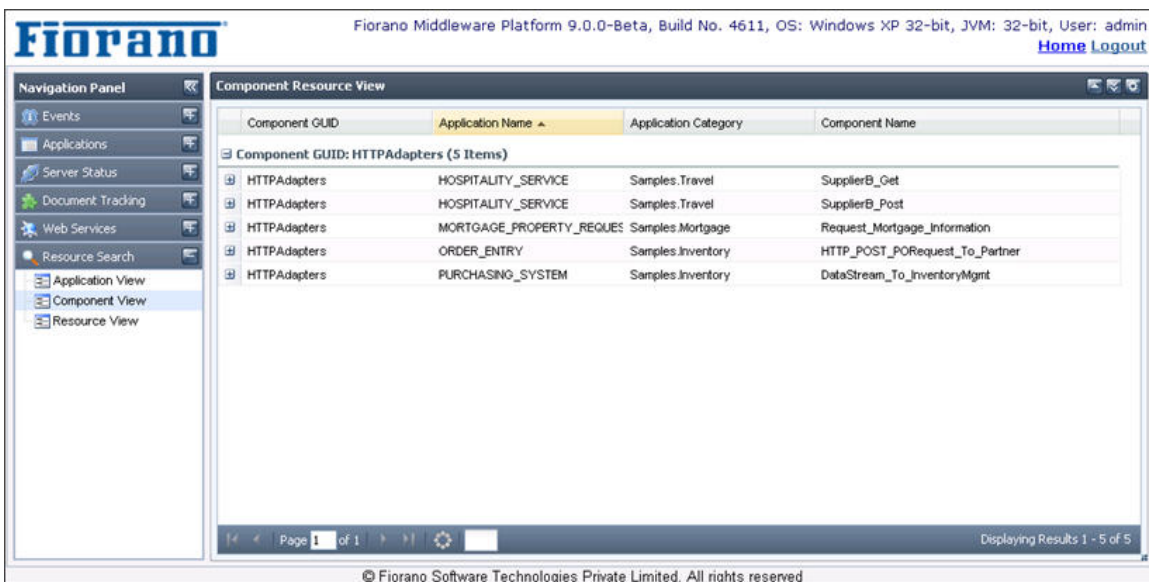 Fiorano
Fiorano Middleware Platform 9.0.0-Beta, Build No. 4611, OS: Windows XP 32-bit, JVM: 32-bit, User: admin
Home Logout
Navigation Panel
Events
Applications
Server Status
Document Tracking
Web Services
Resource Search
Application View
Component View
Resource View
Component Resource View
Component GUID Application Name Application Category Component Name
Component GUID: HTTPAdapters (5 Items)
HTTPAdapters HOSPITALITY_SERVICE Samples.Travel SupplierB_Get
HTTPAdapters HOSPITALITY_SERVICE Samples.Travel SupplierB_Post
HTTPAdapters MORTGAGE_PROPERTY_REQUES Samples.Mortgage Request_Mortgage_Information
HTTPAdapters ORDER_ENTRY Samples.Inventory HTTP_POST_PORequest_To_Partner
HTTPAdapters PURCHASING_SYSTEM Samples.Inventory DataStream_To_InventoryMgmt
Page 1 of 1 Displaying Results 1 - 5 of 5
© Fiorano Software Technologies Private Limited. All rights reserved